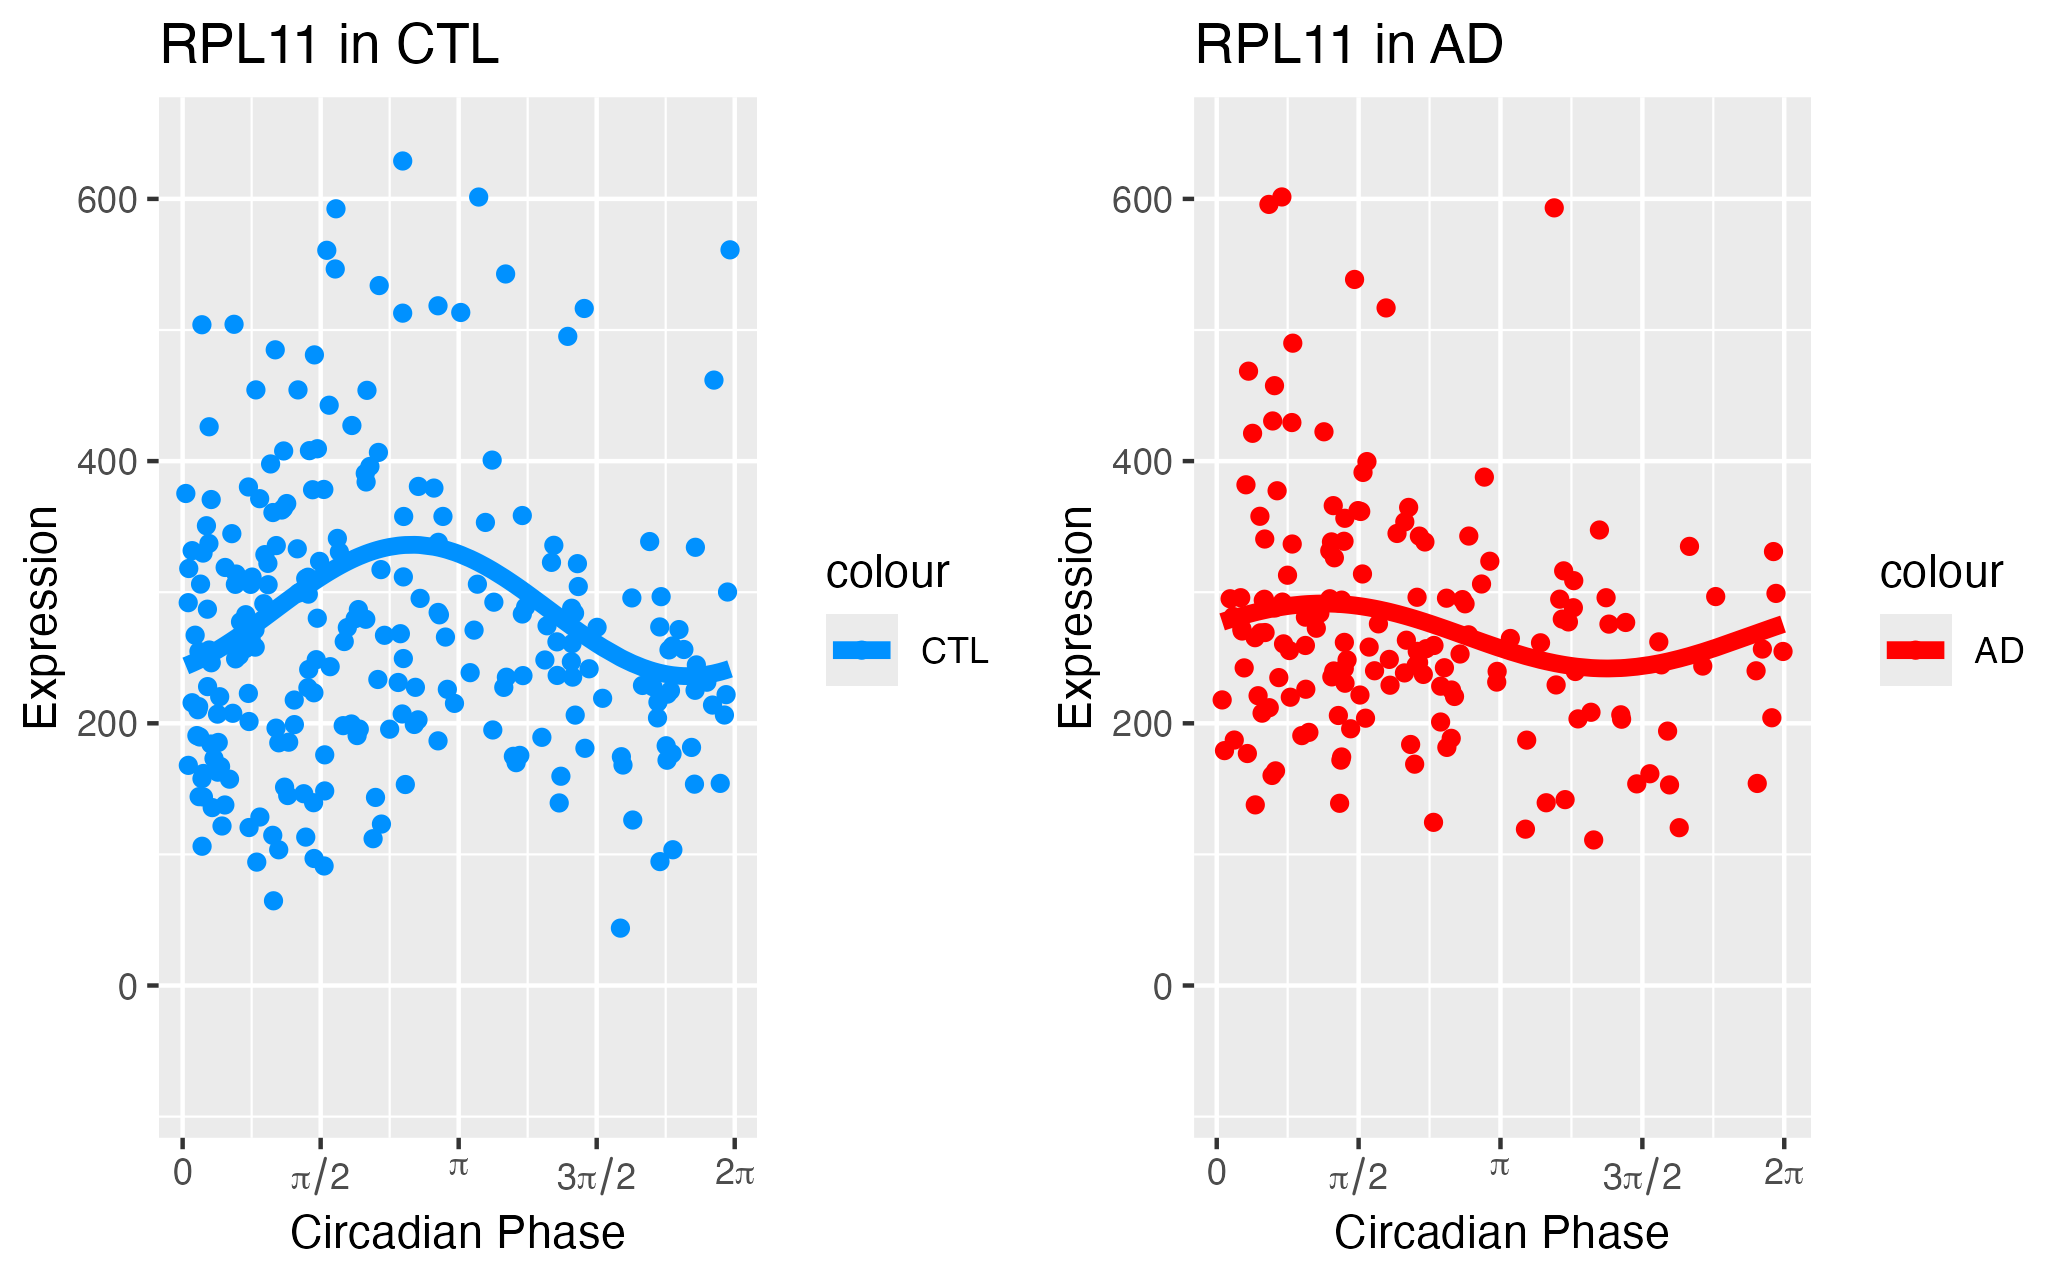 RPL11 in CTL
Expression
600
400
200
0
0 π/2 π 3π/2 2π
Circadian Phase
colour
CTL
RPL11 in AD
Expression
600
400
200
0
0 π/2 π 3π/2 2π
Circadian Phase
colour
AD